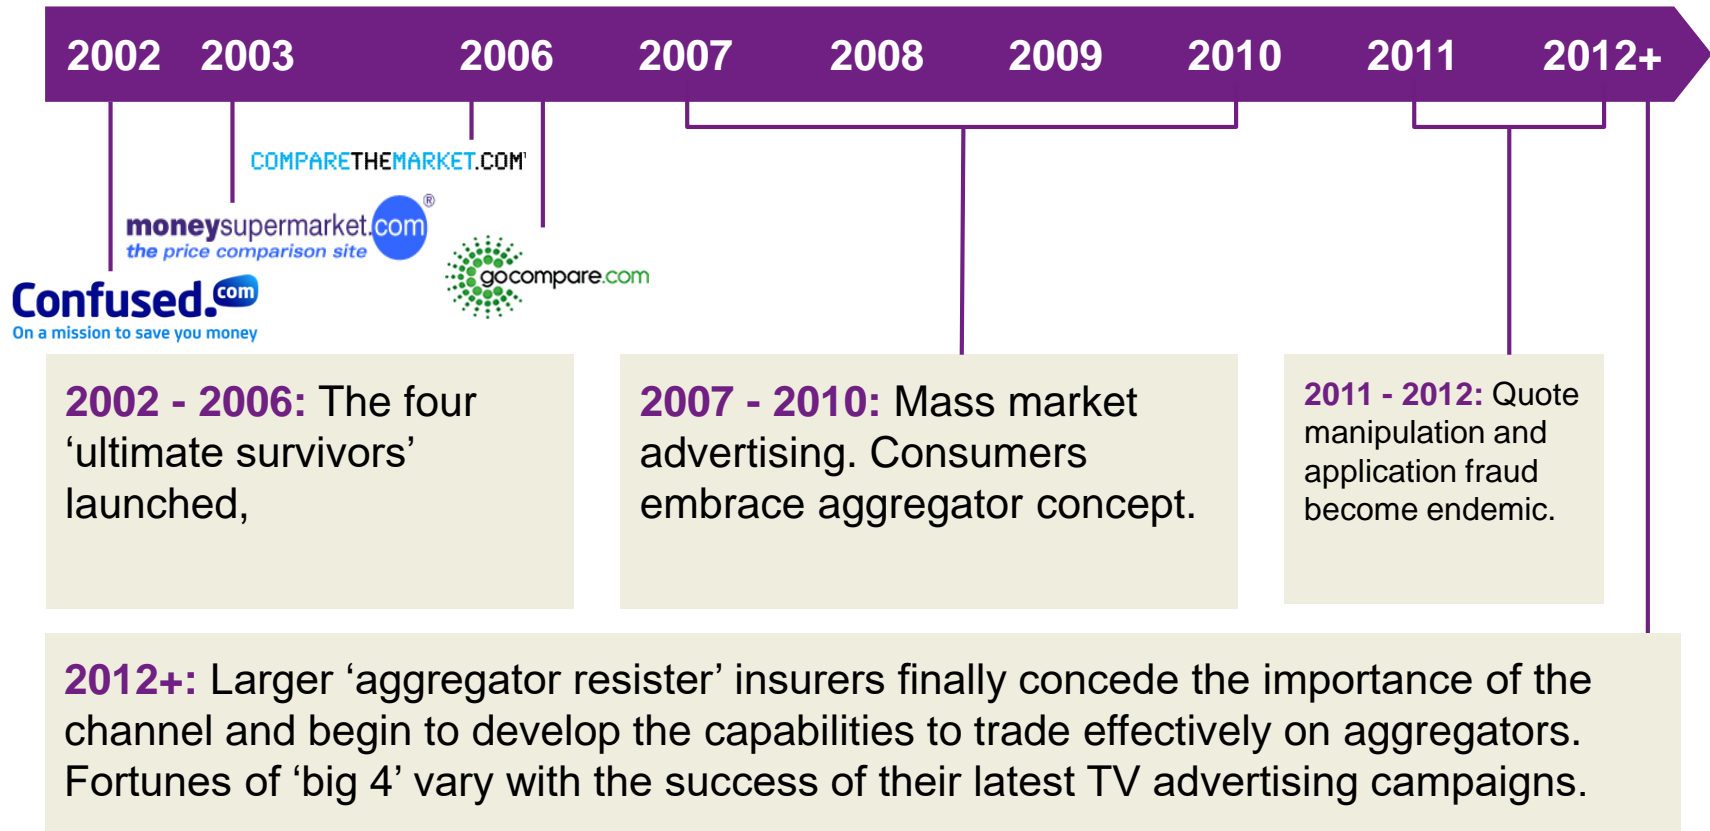 2002 2003 2006 2007 2008 2009 2010 2011 2012+
COMPARETHEMARKET.COM
moneysupermarket.com®
the price comparison site
gocompare.com
Confused.com
On a mission to save you money
2002 - 2006: The four
‘ultimate survivors’
launched,
2007 - 2010: Mass market
advertising. Consumers
embrace aggregator concept.
2011 - 2012: Quote
manipulation and
application fraud
become endemic.
2012+: Larger ‘aggregator resister’ insurers finally concede the importance of the
channel and begin to develop the capabilities to trade effectively on aggregators.
Fortunes of ‘big 4’ vary with the success of their latest TV advertising campaigns.